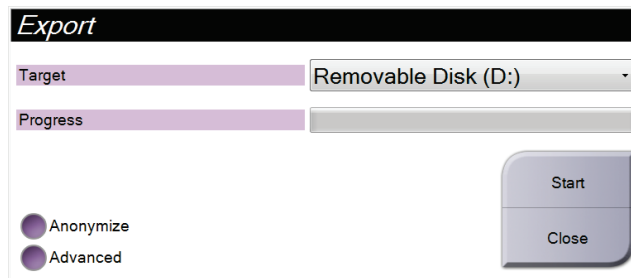 Export
Target
Removable Disk (D:)
Progress
Start
Close
Anonymize
Advanced